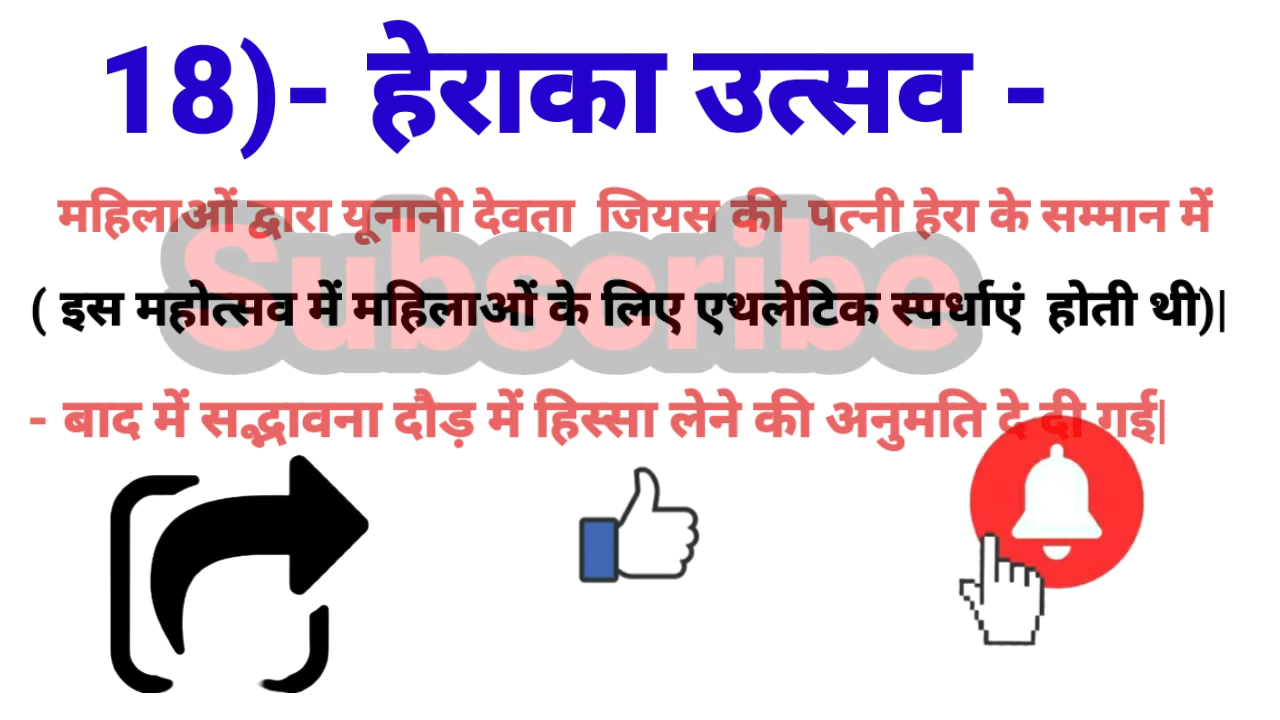 18)- हेराका उत्सव -
महिलाओं द्वारा यूनानी देवता जियस की पत्नी हेरा के सम्मान में
( इस महोत्सव में महिलाओं के लिए एथलेटिक स्पर्धाएं होती थी)|
Subscribe
- बाद में सद्भावना दौड़ में हिस्सा लेने की अनुमति दे दी गई|